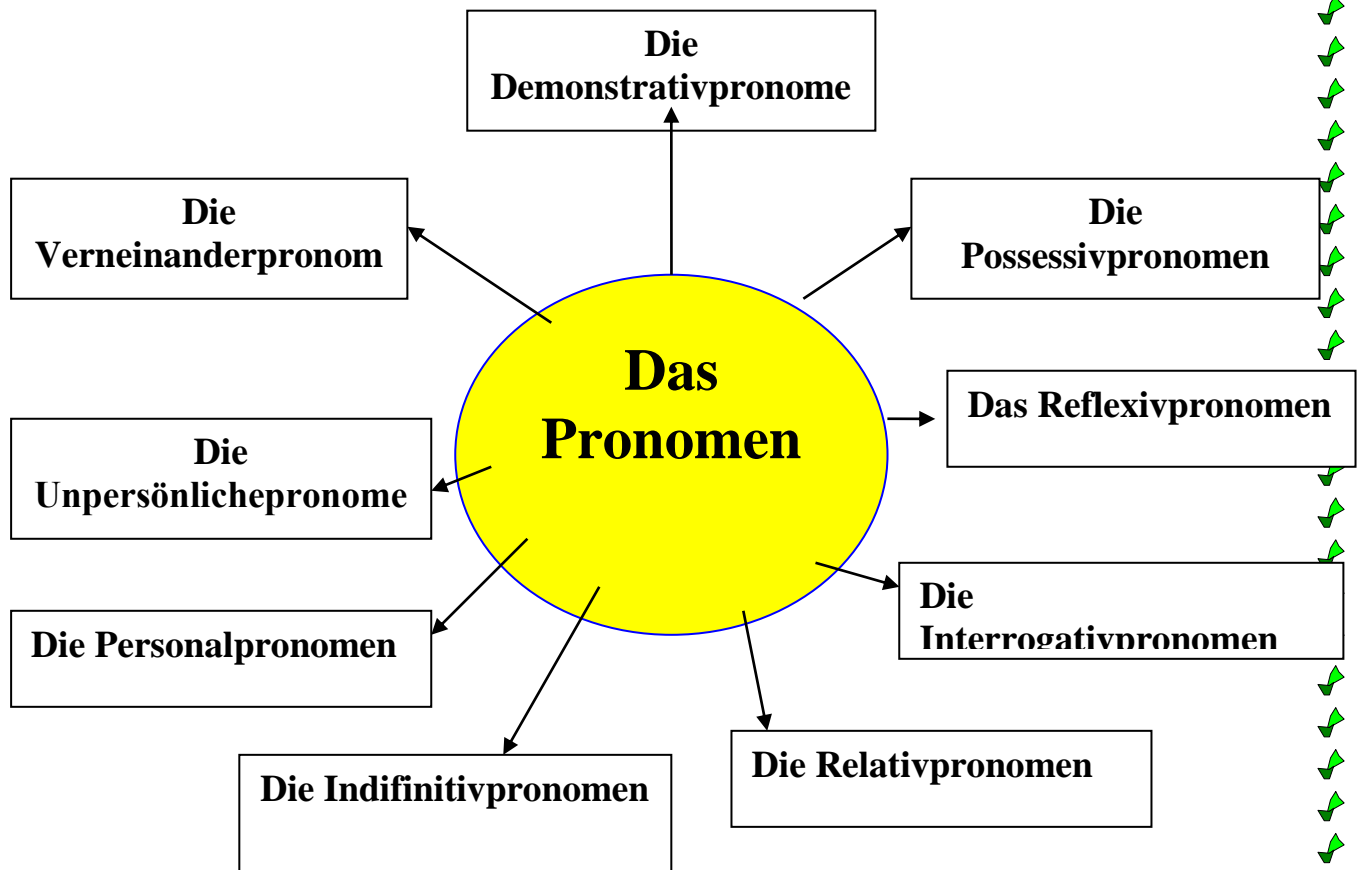 Die
Demonstrativpronome
Die
Verneinanderpronom
Die
Possessivpronomen
Das
Pronomen
Das Reflexivpronomen
Die
Unpersönlichepronome
Die
Interrogativpronomen
Die Personalpronomen
Die Relativpronomen
Die Indifinitivpronomen